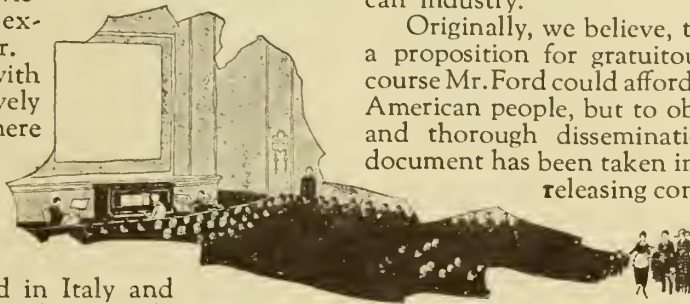 ex-
r.
with
vely
here
d in Italy and
can industry.
Originally, we believe, t
a proposition for gratuitou
course Mr. Ford could afford
American people, but to ob
and thorough disseminati
document has been taken in
releasing con